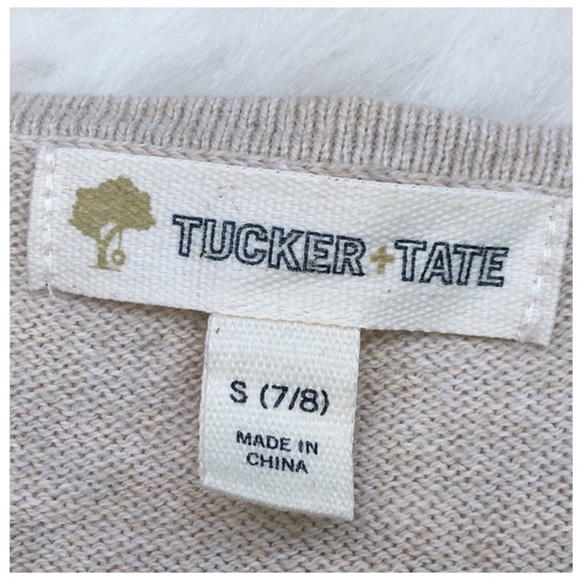 TUCKER + TATE
S (7/8)
MADE IN
CHINA